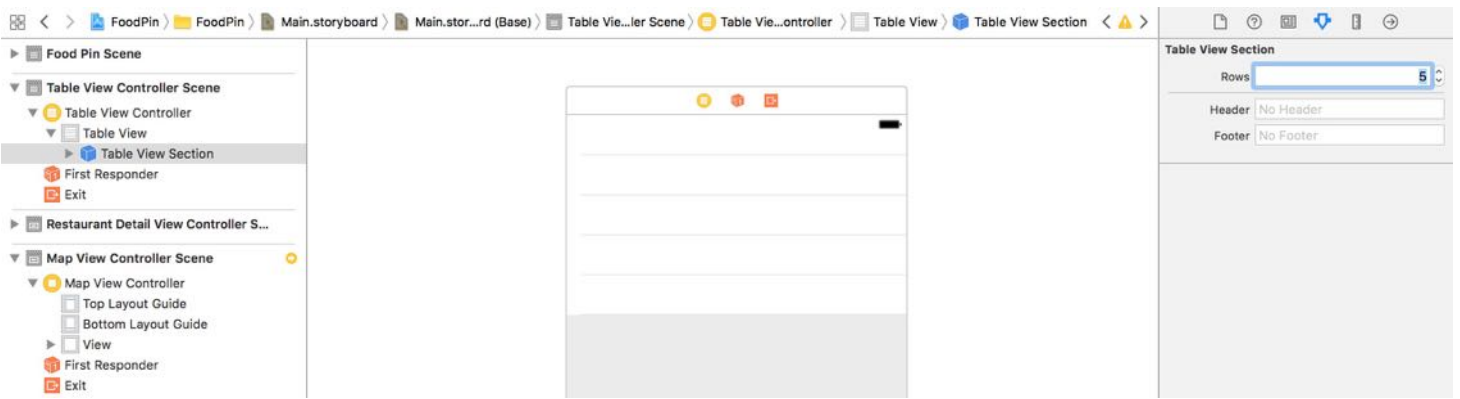 FoodPin 〉 FoodPin 〉 Main.storyboard 〉 Main.stor...rd (Base) 〉 Table Vie...ler Scene 〉 Table Vie...ontroller 〉 Table View 〉 Table View Section
Food Pin Scene
Table View Controller Scene
Table View Controller
Table View
Table View Section
First Responder
Exit
Restaurant Detail View Controller S...
Map View Controller Scene
Map View Controller
Top Layout Guide
Bottom Layout Guide
View
First Responder
Exit
Table View Section
Rows 5
Header No Header
Footer No Footer